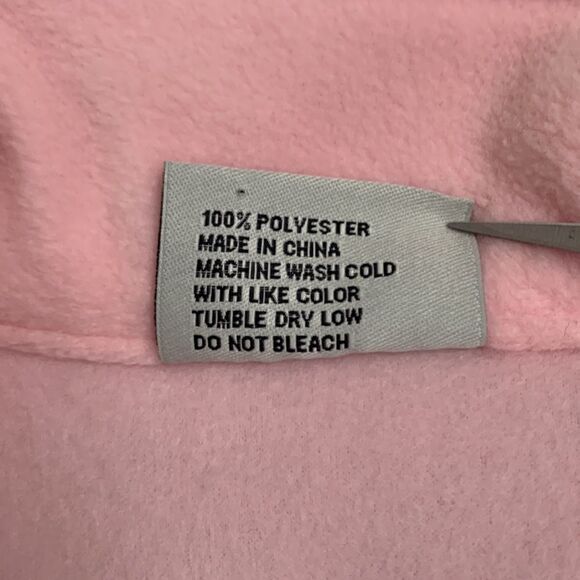 100% POLYESTER
MADE IN CHINA
MACHINE WASH COLD
WITH LIKE COLOR
TUMBLE DRY LOW
DO NOT BLEACH